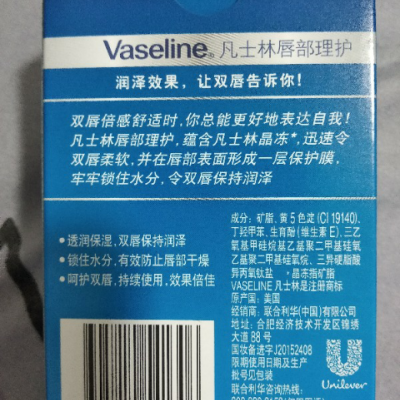 Vaseline® 凡士林唇部理护
润泽效果，让双唇告诉你！
双唇倍感舒适时，你总能更好地表达自我！
凡士林唇部理护，蕴含凡士林晶冻*，迅速令
双唇柔软，并在唇部表面形成一层保护膜，
牢牢锁住水分，令双唇保持润泽
• 透润保湿，双唇保持润泽
• 锁住水分，有效防止唇部干燥
• 呵护双唇，持续使用，效果倍佳
成分：矿脂、黄5色淀 (CI 19140)、
丁羟甲苯、生育酚(维生素E)、三乙
氧基甲硅烷基乙基聚二甲基硅氧
乙基聚二甲基硅氧烷、三异硬脂酸
异丙氧钛盐 *晶冻指矿脂
VASELINE 凡士林是注册商标
原产国：美国
经销商：联合利华(中国)有限公司
地址：合肥经济技术开发区锦绣
大道88号
国妆备进字J20152408
限期使用日期及生产
批号见包装
联合利华咨询热线：
Unilever